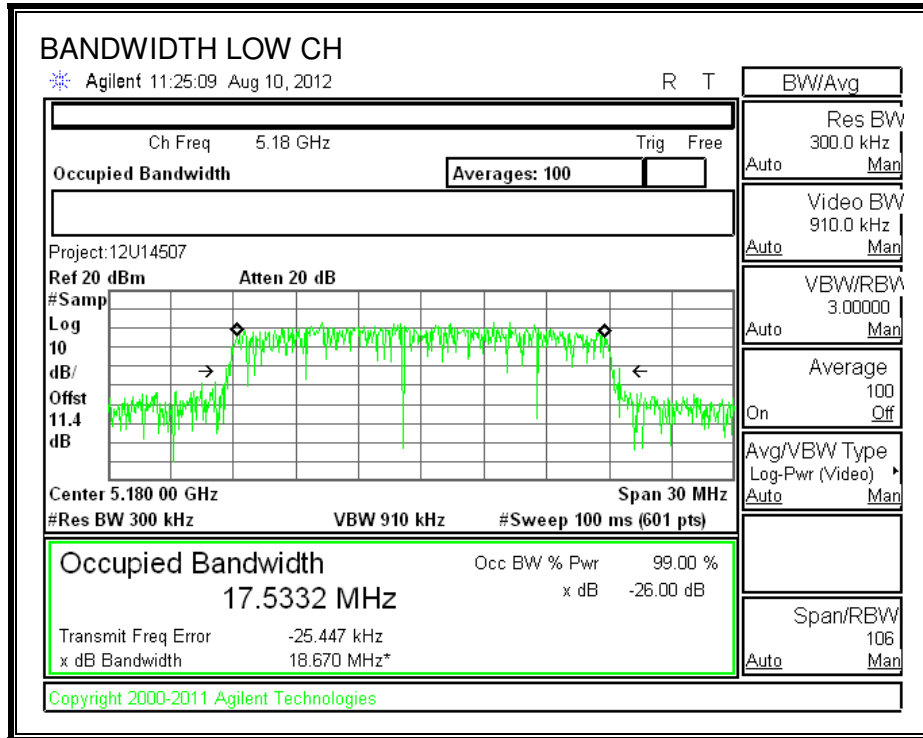 BANDWIDTH LOW CH
Agilent 11:25:09 Aug 10, 2012 R T
Ch Freq 5.18 GHz Trig Free
Occupied Bandwidth Averages: 100
Project:12U14507
Ref 20 dBm Atten 20 dB
#Samp
Log
10
dB/
Offst
11.4
dB
Center 5.180 00 GHz Span 30 MHz
#Res BW 300 kHz VBW 910 kHz #Sweep 100 ms (601 pts)
Occupied Bandwidth Occ BW % Pwr 99.00 %
17.5332 MHz x dB -26.00 dB
Transmit Freq Error -25.447 kHz
x dB Bandwidth 18.670 MHz*
Copyright 2000-2011 Agilent Technologies
BW/Avg
Res BW
300.0 kHz
Auto Man
Video BW
910.0 kHz
Auto Man
VBW/RBW
3.00000
Auto Man
Average
100
On Off
Avg/VBW Type
Log-Pwr (Video)
Auto Man
Span/RBW
106
Auto Man